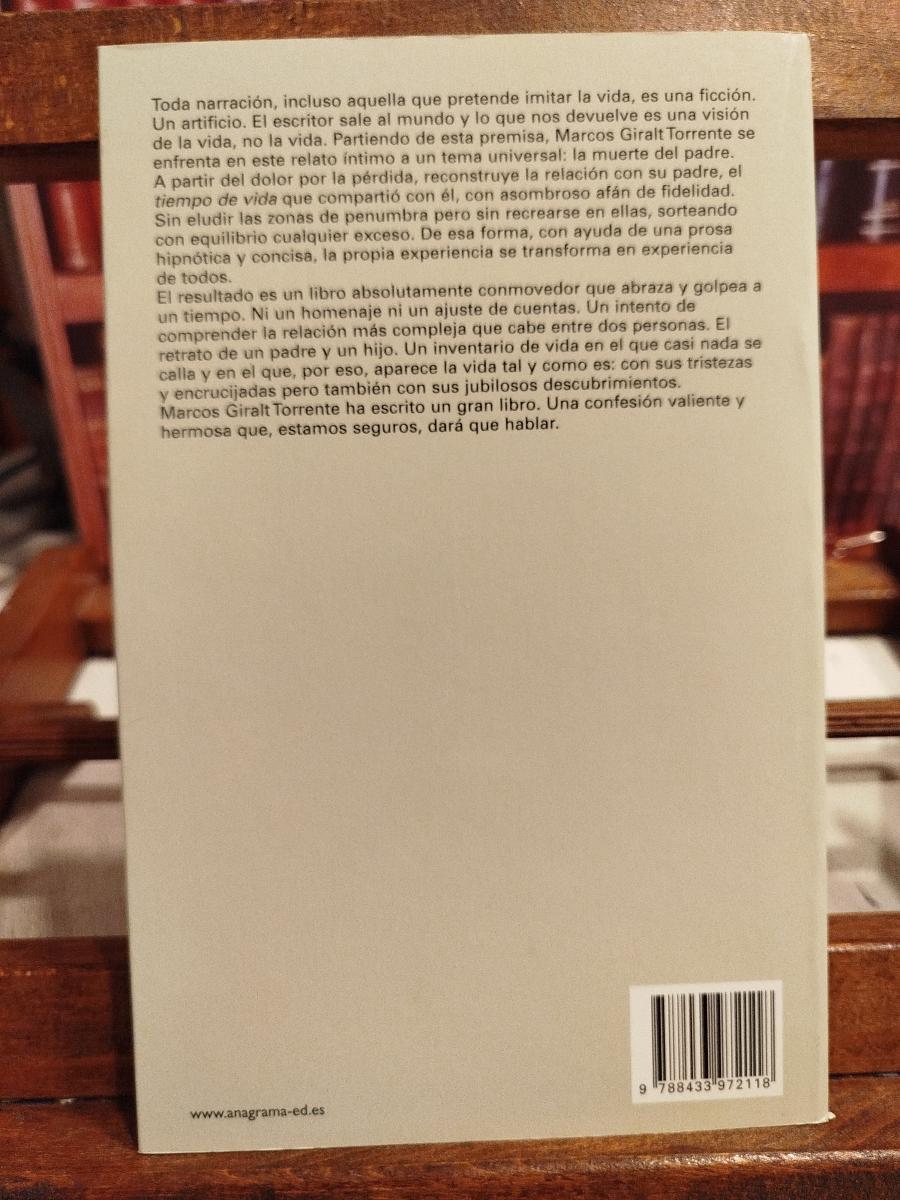 Toda narración, incluso aquella que pretende imitar la vida, es una ficción.
Un artificio. El escritor sale al mundo y lo que nos devuelve es una visión
de la vida, no la vida. Partiendo de esta premisa, Marcos Giralt Torrente se
enfrenta en este relato íntimo a un tema universal: la muerte del padre.
A partir del dolor por la pérdida, reconstruye la relación con su padre, el
tiempo de vida que compartió con él, con asombroso afán de fidelidad.
Sin eludir las zonas de penumbra pero sin recrearse en ellas, sorteando
con equilibrio cualquier exceso. De esa forma, con ayuda de una prosa
hipnótica y concisa, la propia experiencia se transforma en experiencia
de todos.
El resultado es un libro absolutamente conmovedor que abraza y golpea a
un tiempo. Ni un homenaje ni un ajuste de cuentas. Un intento de
comprender la relación más compleja que cabe entre dos personas. El
retrato de un padre y un hijo. Un inventario de vida en el que casi nada se
calla y en el que, por eso, aparece la vida tal y como es: con sus tristezas
y encrucijadas pero también con sus jubilosos descubrimientos.
Marcos Giralt Torrente ha escrito un gran libro. Una confesión valiente y
hermosa que, estamos seguros, dará que hablar.
9 788433 972118
www.anagrama-ed.es